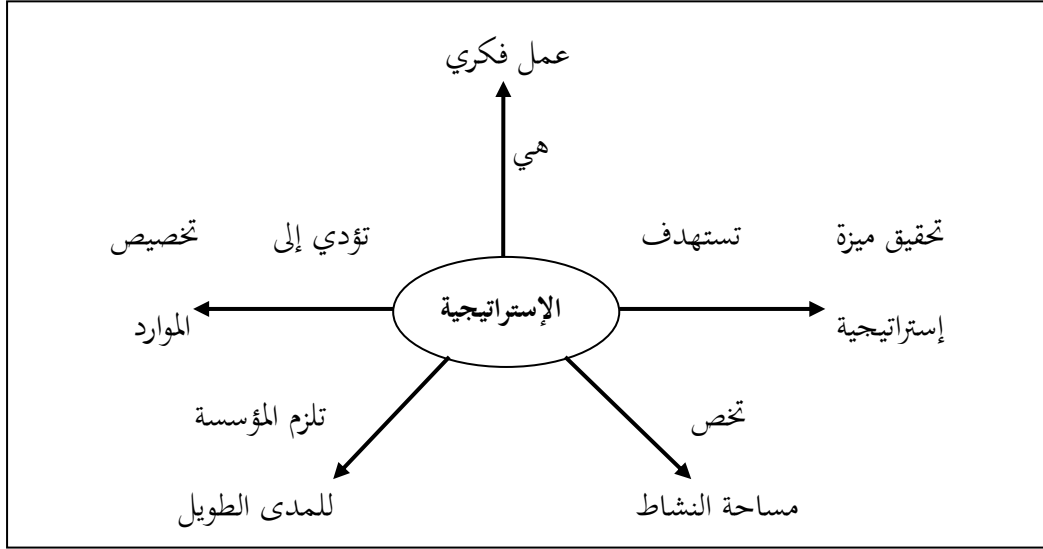 عمل فكري
هي
تحقيق ميزة تستهدف تؤدي إلى تخصيص
الإستراتيجية
إستراتيجية الموارد
تخص تلزم المؤسسة
مساحة النشاط للمدى الطويل